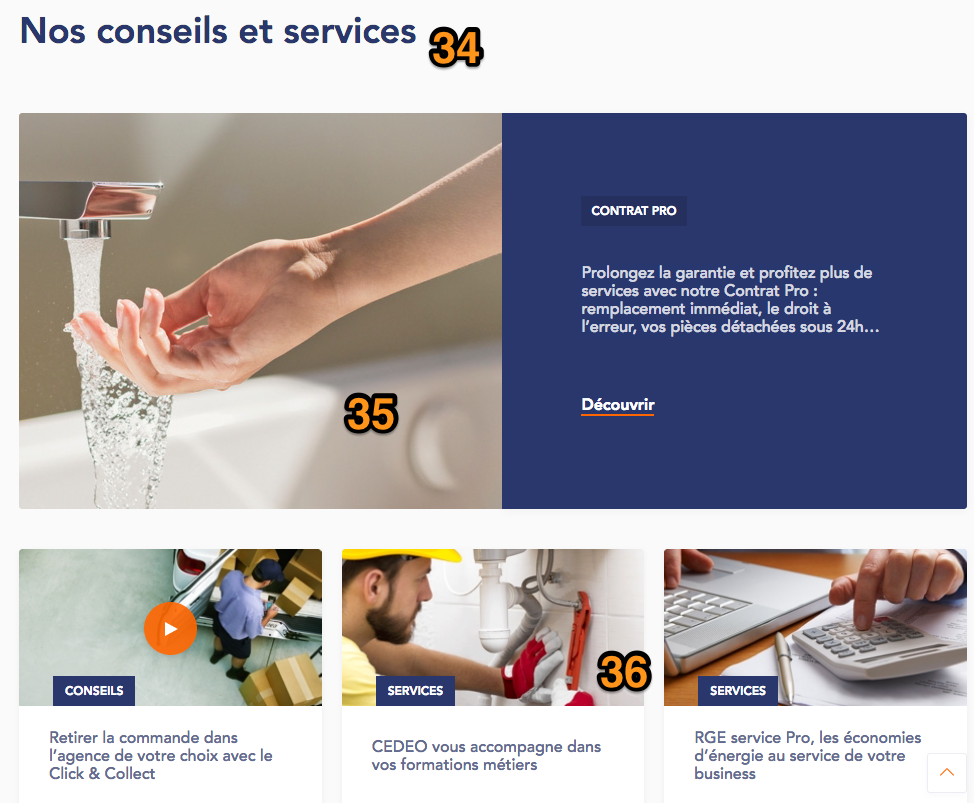 Nos conseils et services
34
CONTRAT PRO
Prolongez la garantie et profitez plus de
services avec notre Contrat Pro :
remplacement immédiat, le droit à
l'erreur, vos pièces détachées sous 24h...
Découvrir
35
CONSEILS
Retirer la commande dans
l'agence de votre choix avec le
Click & Collect
SERVICES
36
CEDEO vous accompagne dans
vos formations métiers
SERVICES
RGE service Pro, les économies
d'énergie au service de votre
business